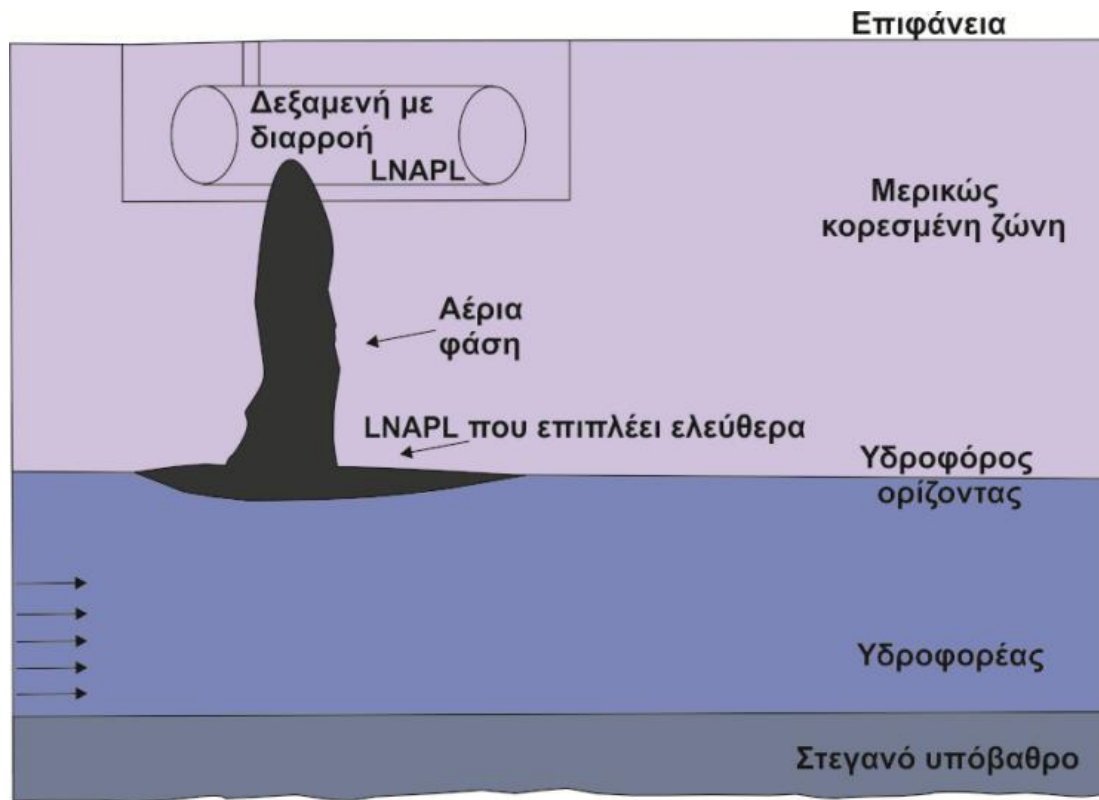 Επιφάνεια
Δεξαμενή με
διαρροή
LNAPL
Μερικώς
κορεσμένη ζώνη
Αέρια
φάση
LNAPL που επιπλέει ελεύθερα
Υδροφόρος
ορίζοντας
Υδροφορέας
Στεγανό υπόβαθρο